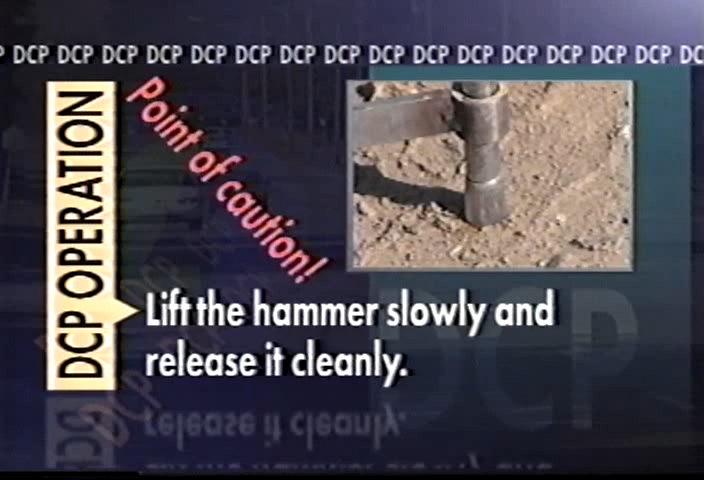 P DCP DCP DCP DCP DCP DCP DCP DCP DCP DCP DCP DCP DCP DCP DCP DC
DCP OPERATION
Point of caution!
Lift the hammer slowly and
release it cleanly.
DCP